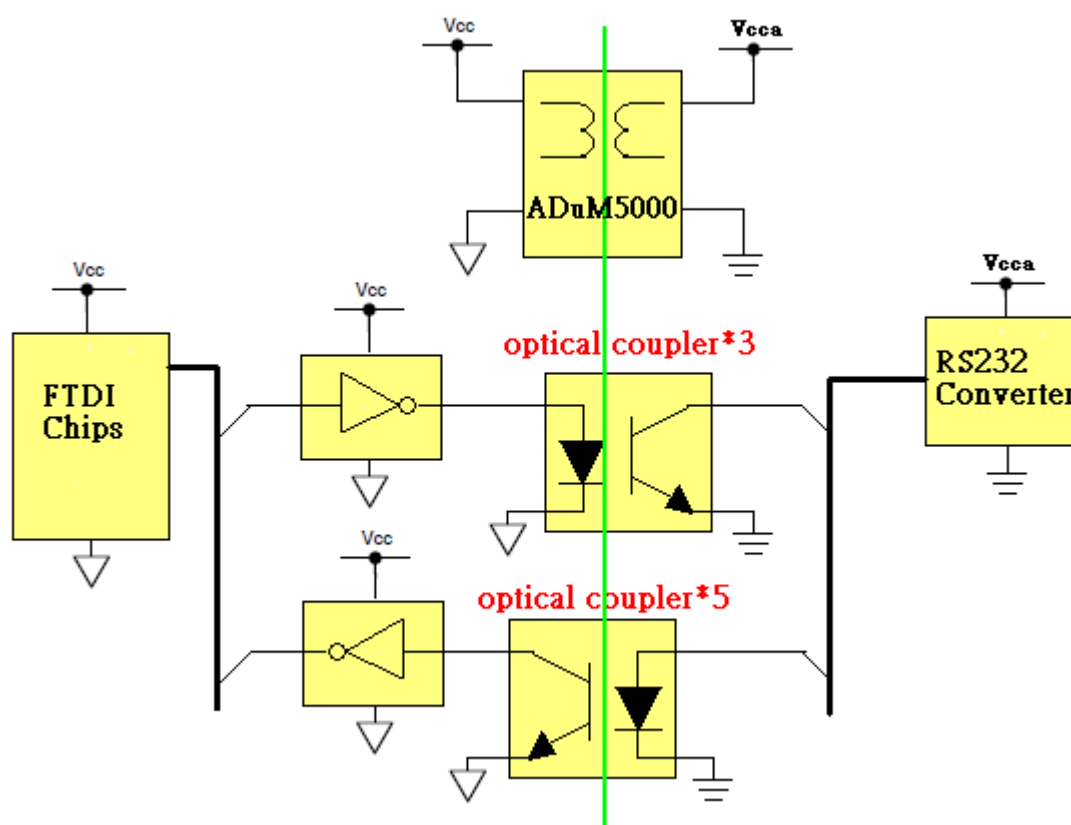 Vcc
Vcca
ADuM5000
Vcc
Vcc
Vcca
optical coupler*3
FTDI
Chips
RS232
Converter
Vcc
optical coupler*5